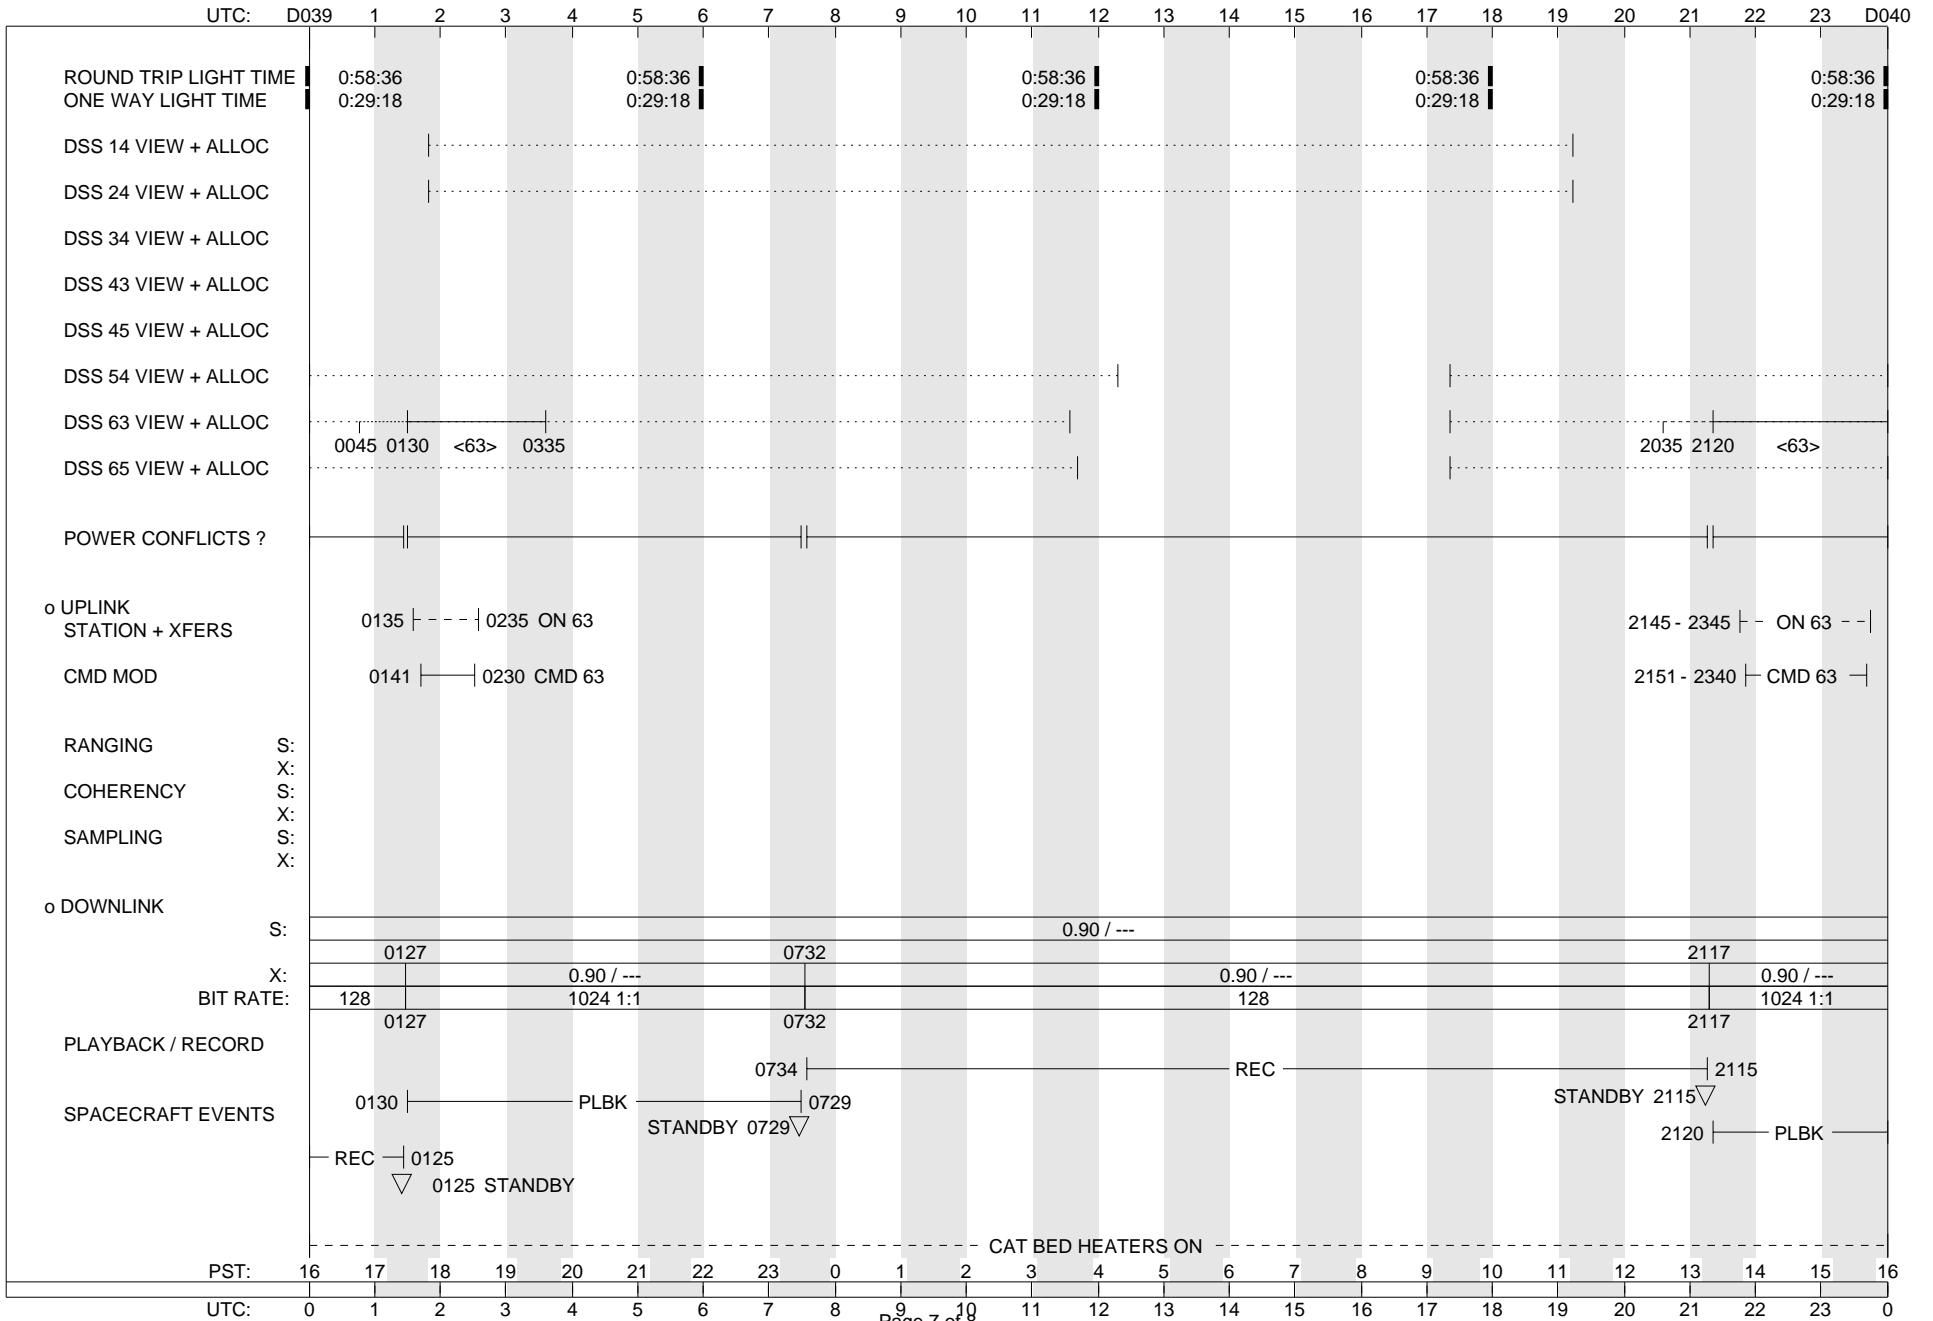 UTC: D039 1 2 3 4 5 6 7 8 9 10 11 12 13 14 15 16 17 18 19 20 21 22 23 D040
ROUND TRIP LIGHT TIME 0:58:36 0:58:36 0:58:36 0:58:36 0:58:36
ONE WAY LIGHT TIME 0:29:18 0:29:18 0:29:18 0:29:18 0:29:18
DSS 14 VIEW + ALLOC
DSS 24 VIEW + ALLOC
DSS 34 VIEW + ALLOC
DSS 43 VIEW + ALLOC
DSS 45 VIEW + ALLOC
DSS 54 VIEW + ALLOC
DSS 63 VIEW + ALLOC
0045 0130 <63> 0335 2035 2120 <63>
DSS 65 VIEW + ALLOC
POWER CONFLICTS ?
o UPLINK
0135 0235 ON 63 2145 - 2345 ON 63
STATION + XFERS
CMD MOD 0141 0230 CMD 63 2151 - 2340 CMD 63
RANGING S:
X:
COHERENCY S:
X:
SAMPLING S:
X:
o DOWNLINK
S: 0.90 / ---
0127 0732 2117
X: 0.90 / --- 0.90 / --- 0.90 / ---
BIT RATE: 128 1024 1:1 128 1024 1:1
0127 0732 2117
PLAYBACK / RECORD
0734 REC 2115
STANDBY 2115
0130 PLBK 0729
SPACECRAFT EVENTS
STANDBY 0729
2120 PLBK
REC 0125
0125 STANDBY
CAT BED HEATERS ON
PST: 16 17 18 19 20 21 22 23 0 1 2 3 4 5 6 7 8 9 10 11 12 13 14 15 16
UTC: 0 1 2 3 4 5 6 7 8 9 10 11 12 13 14 15 16 17 18 19 20 21 22 23 0
Page 7 of 8